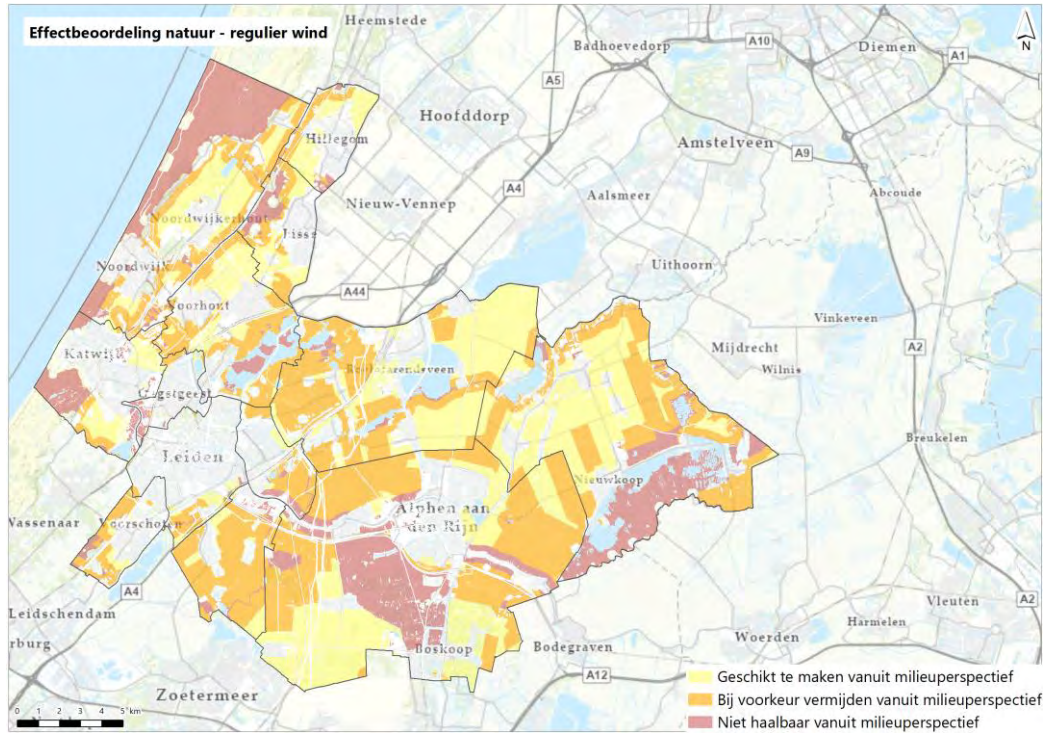 Effectbeoordeling natuur - regulier wind
Heemstede
Badhoevedorp
A10
Diemen
A1
N
A5
Hoofddorp
Hillegom
Amstelveen
A9
A4
Nieuw-Vennep
Aalsmeer
Abcoude
Noordwijkerhout
Lisse
Noordwijk
Uithoorn
A44
Voorhout
Vinkeveen
A2
Katwijk
Mijdrecht
Wilnis
Roelofarendsveen
Oegstgeest
Leiden
Breukelen
Nieuwkoop
Alphen aan
den Rijn
Wassenaar
Voorschoten
A4
Leidschendam
Vleuten
A2
Harmelen
rburg
Boskoop
Bodegraven
Woerden
A12
Zoetermeer
Geschikt te maken vanuit milieuperspectief
Bij voorkeur vermijden vanuit milieuperspectief
Niet haalbaar vanuit milieuperspectief
0 1 2 3 4 5 km